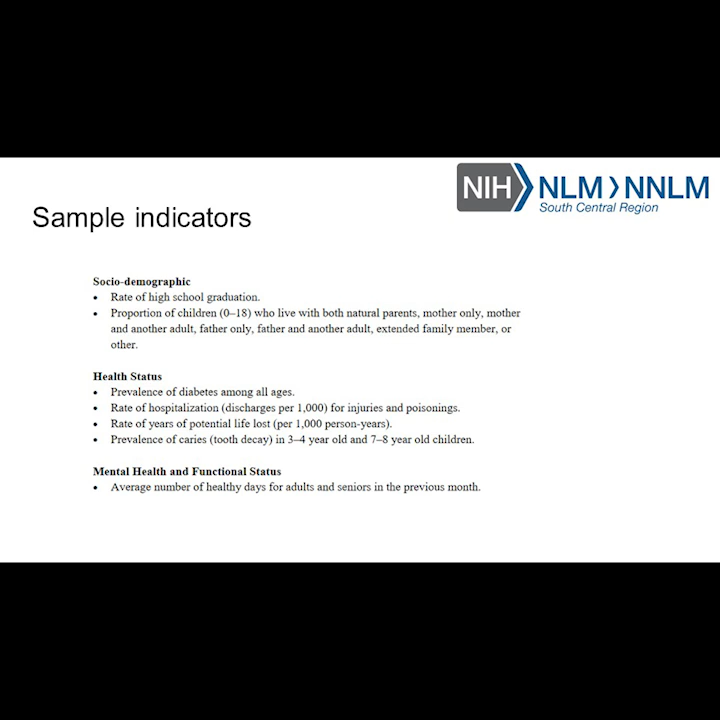 NIH NLM NNLM
South Central Region
Sample indicators
Socio-demographic
• Rate of high school graduation.
• Proportion of children (0–18) who live with both natural parents, mother only, mother
and another adult, father only, father and another adult, extended family member, or
other.
Health Status
• Prevalence of diabetes among all ages.
• Rate of hospitalization (discharges per 1,000) for injuries and poisonings.
• Rate of years of potential life lost (per 1,000 person-years).
• Prevalence of caries (tooth decay) in 3–4 year old and 7–8 year old children.
Mental Health and Functional Status
• Average number of healthy days for adults and seniors in the previous month.